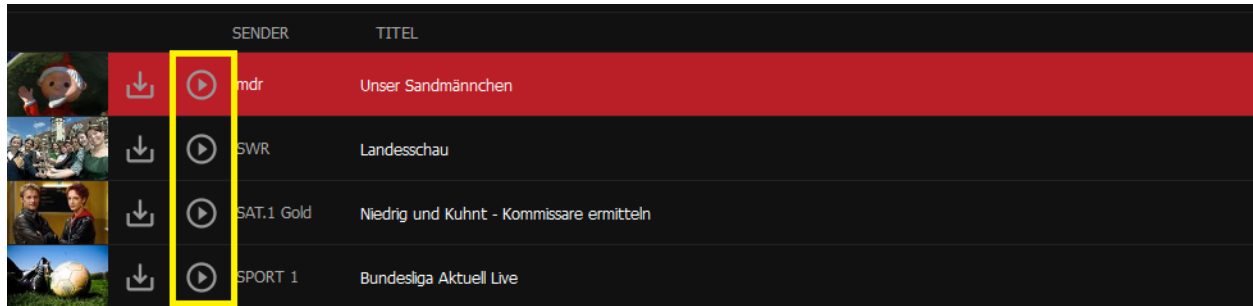 SENDER TITEL
mdr Unser Sandmännchen
SWR Landesschau
SAT.1 Gold Niedrig und Kuhnt - Kommissare ermitteln
SPORT 1 Bundesliga Aktuell Live